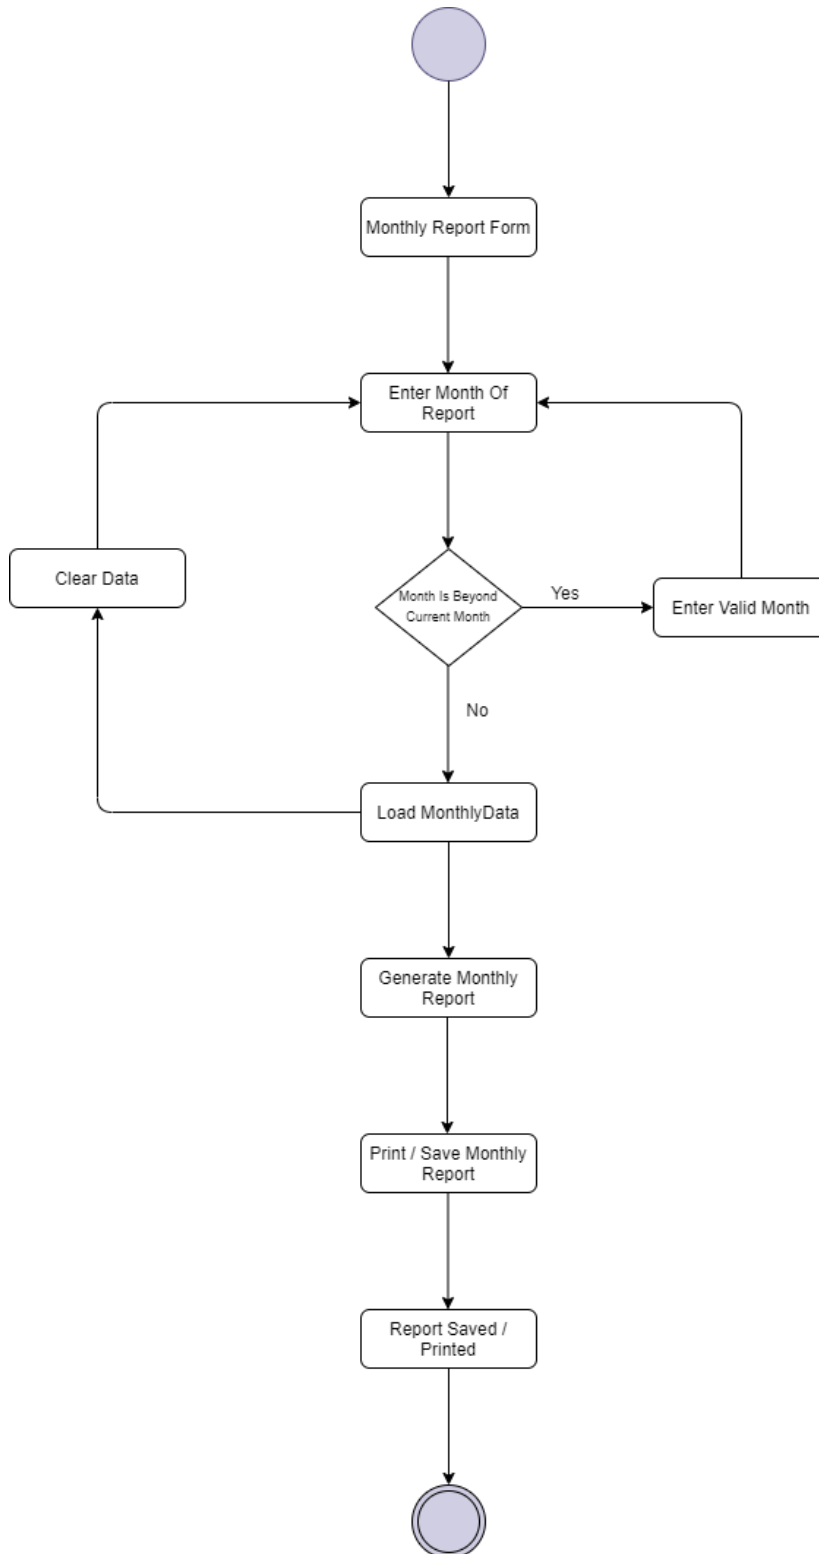 Monthly Report Form
Enter Month Of
Report
Clear Data
Month Is Beyond
Current Month
Yes
Enter Valid Month
No
Load MonthlyData
Generate Monthly
Report
Print / Save Monthly
Report
Report Saved /
Printed